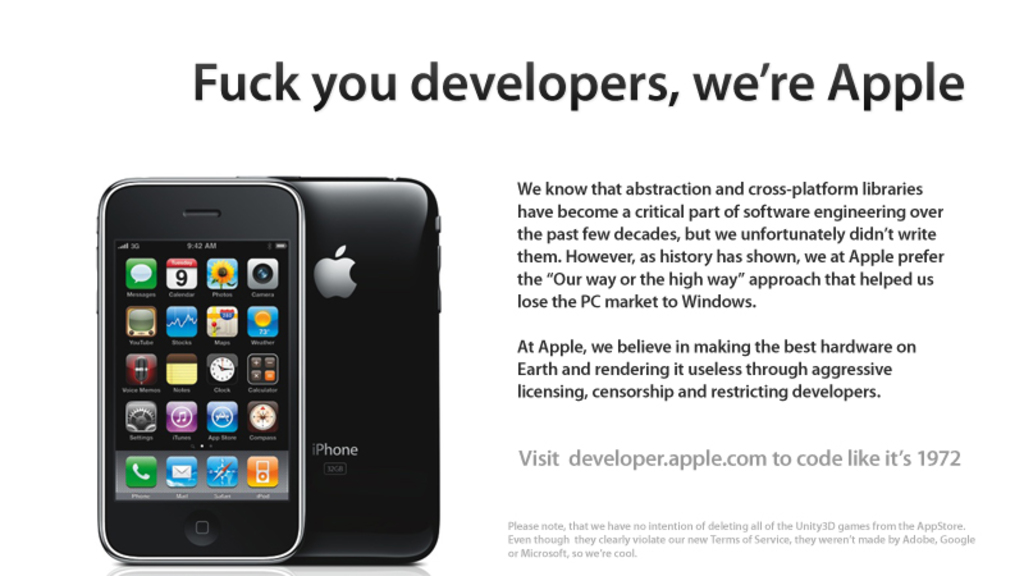 Fuck you developers, we're Apple
We know that abstraction and cross-platform libraries
have become a critical part of software engineering over
the past few decades, but we unfortunately didn't write
them. However, as history has shown, we at Apple prefer
the "Our way or the high way" approach that helped us
lose the PC market to Windows.
At Apple, we believe in making the best hardware on
Earth and rendering it useless through aggressive
licensing, censorship and restricting developers.
Visit developer.apple.com to code like it's 1972
Please note, that we have no intention of deleting all of the Unity3D games from the AppStore.
Even though they clearly violate our new Terms of Service, they weren't made by Adobe, Google
or Microsoft, so we're cool.
3G 9:42 AM
Tuesday
9
Messages Calendar Photos Camera
280
73°
YouTube Stocks Maps Weather
Voice Memos Notes Clock Calculator
Settings iTunes App Store Compass
Phone Mail Safari iPod
iPhone
32GB